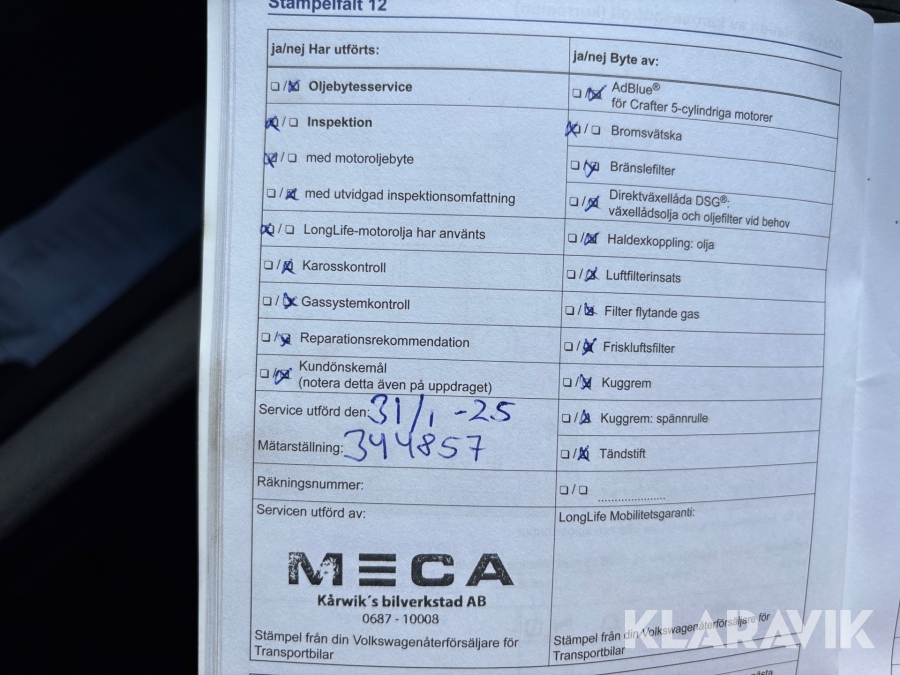 Stämpelfält 12
ja/nej Har utförts:
☐/☒ Oljebytesservice
☒/☐ Inspektion
☒/☐ med motoroljebyte
☐/☒ med utvidgad inspektionsomfattning
☒/☐ LongLife-motorolja har använts
☐/☒ Karosskontroll
☐/☒ Gassystemkontroll
☐/☒ Reparationsrekommendation
☐/☒ Kundönskemål
(notera detta även på uppdraget)
Service utförd den: 31/1 -25
Mätarställning: 344857
Räkningsnummer:
Servicen utförd av:
MECA
Kårwik´s bilverkstad AB
0687 - 10008
Stämpel från din Volkswagenåterförsäljare för
Transportbilar
ja/nej Byte av:
☐/☒ AdBlue®
för Crafter 5-cylindriga motorer
☒/☐ Bromsvätska
☐/☒ Bränslefilter
☐/☒ Direktväxellåda DSG®:
växellådsolja och oljefilter vid behov
☐/☒ Haldexkoppling: olja
☐/☒ Luftfilterinsats
☐/☒ Filter flytande gas
☐/☒ Friskluftsfilter
☐/☒ Kuggrem
☐/☒ Kuggrem: spännrulle
☐/☒ Tändstift
☐/☐ ......................
LongLife Mobilitetsgaranti:
Stämpel från din Volkswagenåterförsäljare för
Transportbilar
KLARAVIK